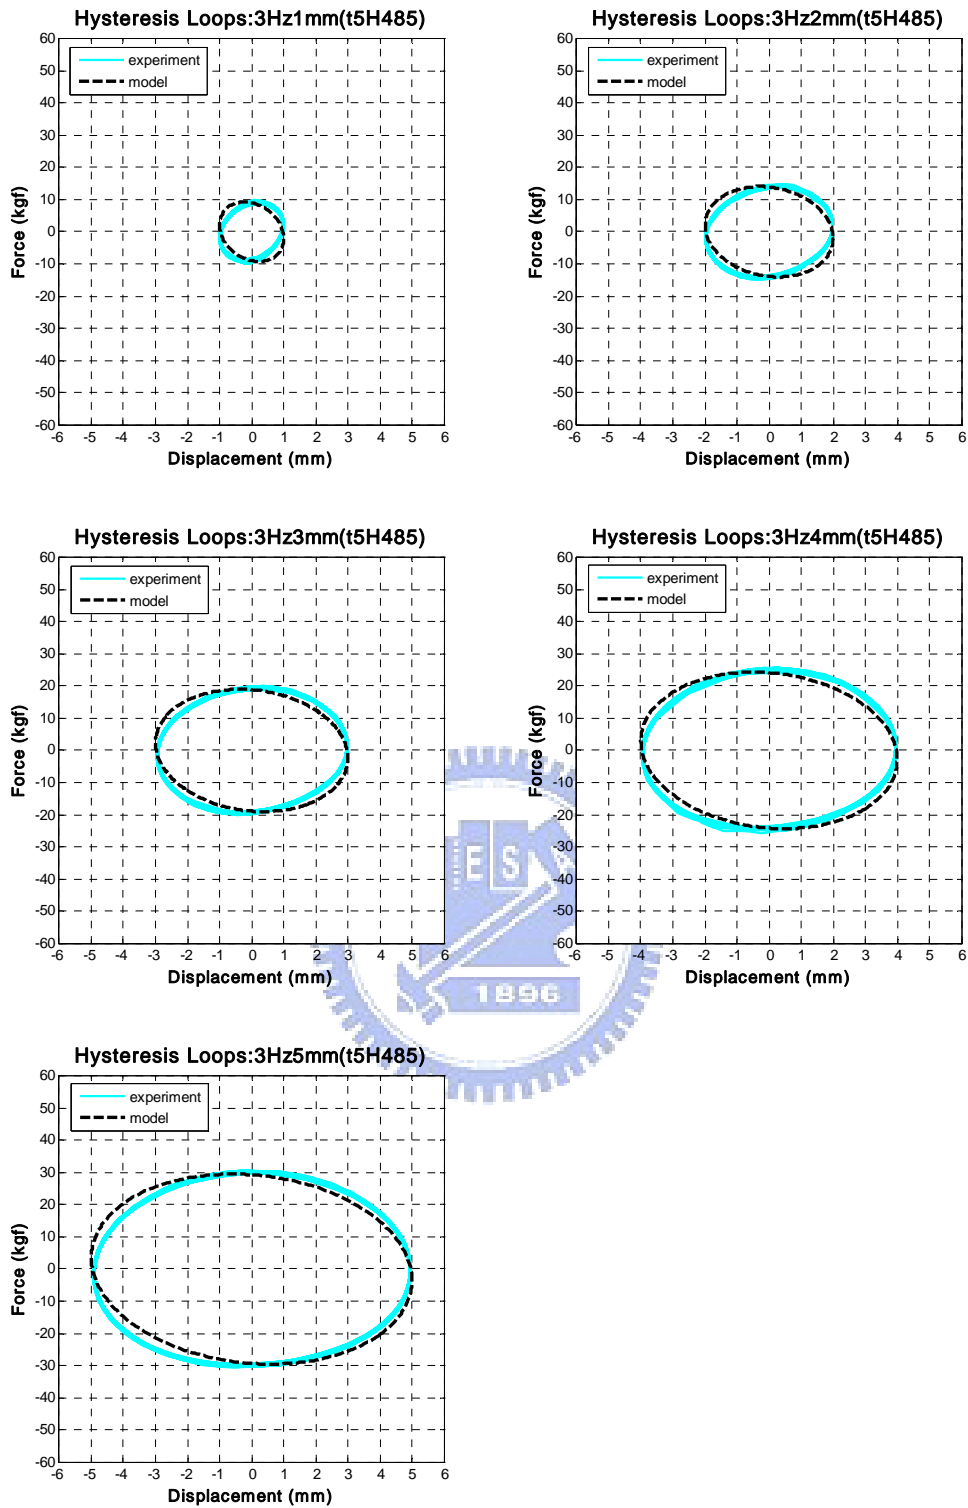 Hysteresis Loops:3Hz1mm(t5H485)
60
50
40
30
20
10
0
-10
-20
-30
-40
-50
-60
Force (kgf)
experiment
model
-6 -5 -4 -3 -2 -1 0 1 2 3 4 5 6
Displacement (mm)
Hysteresis Loops:3Hz2mm(t5H485)
60
50
40
30
20
10
0
-10
-20
-30
-40
-50
-60
Force (kgf)
experiment
model
-6 -5 -4 -3 -2 -1 0 1 2 3 4 5 6
Displacement (mm)
Hysteresis Loops:3Hz3mm(t5H485)
60
50
40
30
20
10
0
-10
-20
-30
-40
-50
-60
Force (kgf)
experiment
model
-6 -5 -4 -3 -2 -1 0 1 2 3 4 5 6
Displacement (mm)
Hysteresis Loops:3Hz4mm(t5H485)
60
50
40
30
20
10
0
-10
-20
-30
-40
-50
-60
Force (kgf)
experiment
model
-6 -5 -4 -3 -2 -1 0 1 2 3 4 5 6
Displacement (mm)
ES
1896
Hysteresis Loops:3Hz5mm(t5H485)
60
50
40
30
20
10
0
-10
-20
-30
-40
-50
-60
Force (kgf)
experiment
model
-6 -5 -4 -3 -2 -1 0 1 2 3 4 5 6
Displacement (mm)